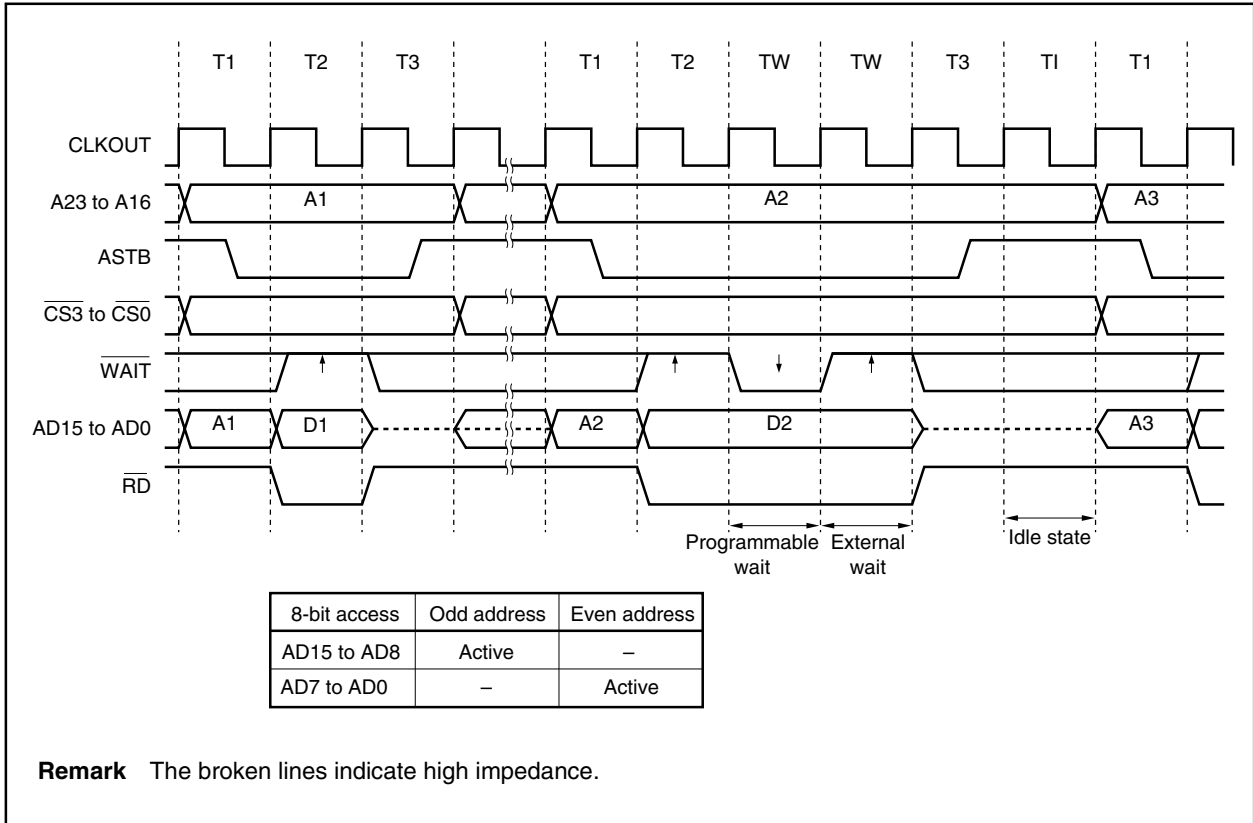 T1 T2 T3 T1 T2 TW TW T3 TI T1
CLKOUT
A23 to A16 A1 A2 A3
ASTB
CS3 to CS0
WAIT
AD15 to AD0 A1 D1 A2 D2 A3
RD
Programmable wait
External wait
Idle state
8-bit access Odd address Even address
AD15 to AD8 Active –
AD7 to AD0 – Active
Remark The broken lines indicate high impedance.